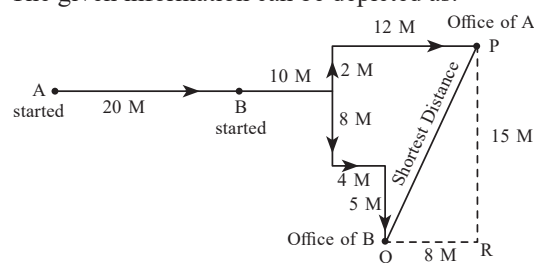 The given information can be depicted as:
Office of A
12 M
P
10 M
2 M
A
started
20 M
B
started
8 M
Shortest Distance
15 M
4 M
5 M
Office of B
Q
8 M
R